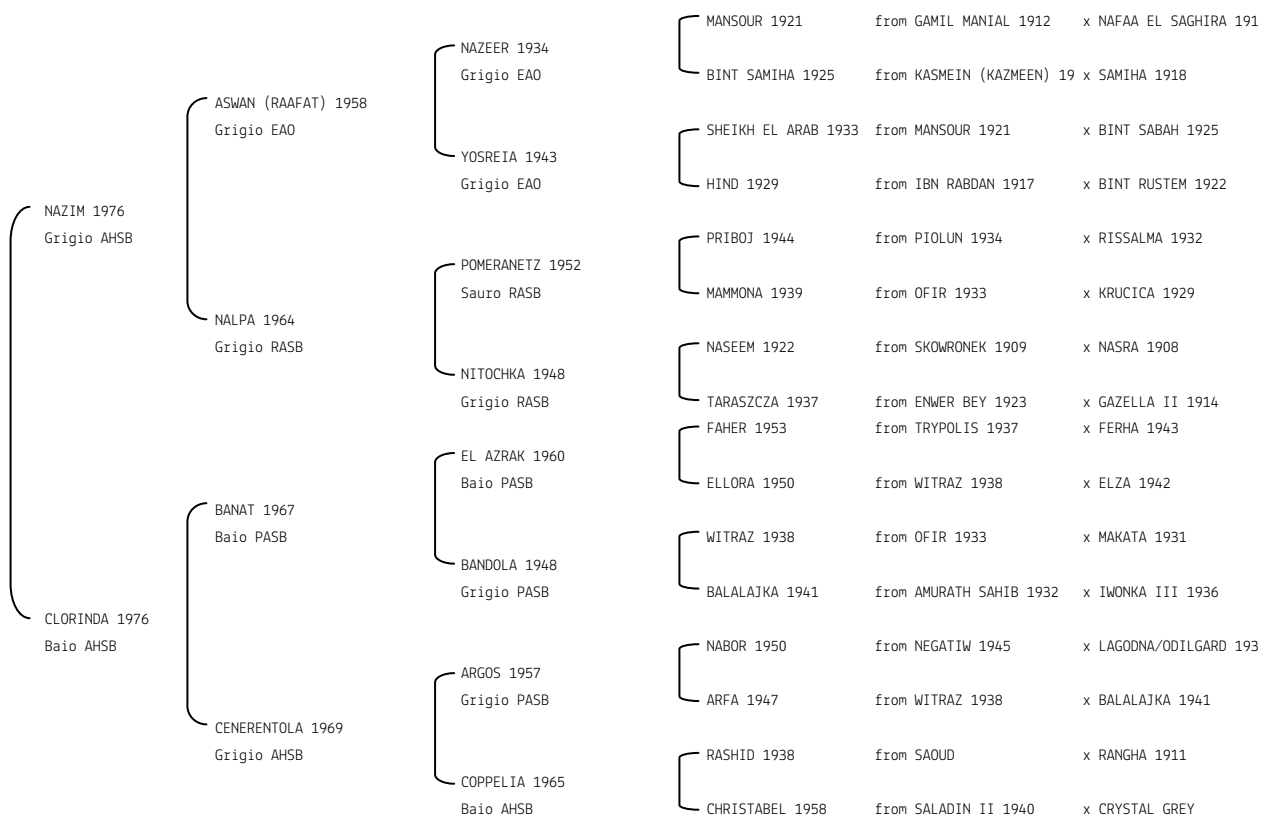 MANSOUR 1921 from GAMIL MANIAL 1912 x NAFAA EL SAGHIRA 191
NAZEER 1934
Grigio EAO
BINT SAMIHA 1925 from KASMEIN (KAZMEEN) 19 x SAMIHA 1918
ASWAN (RAAFAT) 1958
Grigio EAO
SHEIKH EL ARAB 1933 from MANSOUR 1921 x BINT SABAH 1925
YOSREIA 1943
Grigio EAO
HIND 1929 from IBN RABDAN 1917 x BINT RUSTEM 1922
NAZIM 1976
Grigio AHSB
PRIBOJ 1944 from PIOLUN 1934 x RISSALMA 1932
POMERANETZ 1952
Sauro RASB
MAMMONA 1939 from OFIR 1933 x KRUCICA 1929
NALPA 1964
Grigio RASB
NASEEM 1922 from SKOWRONEK 1909 x NASRA 1908
NITOCHKA 1948
Grigio RASB
TARASZCZA 1937 from ENWER BEY 1923 x GAZELLA II 1914
FAHER 1953 from TRYPOLIS 1937 x FERHA 1943
EL AZRAK 1960
Baio PASB
ELLORA 1950 from WITRAZ 1938 x ELZA 1942
BANAT 1967
Baio PASB
WITRAZ 1938 from OFIR 1933 x MAKATA 1931
BANDOLA 1948
Grigio PASB
BALALAJKA 1941 from AMURATH SAHIB 1932 x IWONKA III 1936
CLORINDA 1976
Baio AHSB
NABOR 1950 from NEGATIW 1945 x LAGODNA/ODILGARD 193
ARGOS 1957
Grigio PASB
ARFA 1947 from WITRAZ 1938 x BALALAJKA 1941
CENERENTOLA 1969
Grigio AHSB
RASHID 1938 from SAOUD x RANGHA 1911
COPPELIA 1965
Baio AHSB
CHRISTABEL 1958 from SALADIN II 1940 x CRYSTAL GREY